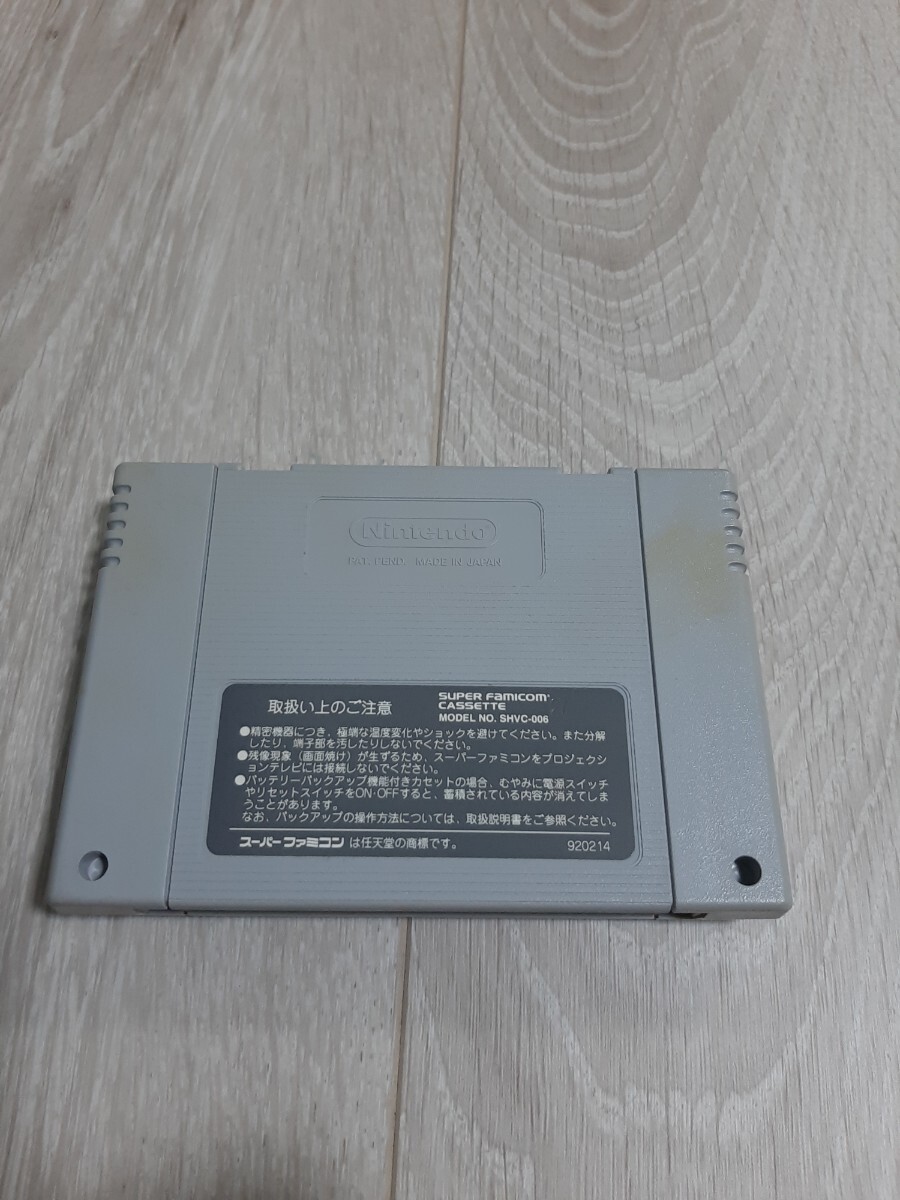 Nintendo
PAT. PEND. MADE IN JAPAN
取扱い上のご注意
SUPER FAMICOM
CASSETTE
MODEL NO. SHVC-006
●精密機器につき、極端な温度変化やショックを避けてください。また分解
したり、端子部を汚したりしないでください。
●残像現象（画面焼け）が生ずるため、スーパーファミコンをプロジェクシ
ョンテレビには接続しないでください。
●バッテリーバックアップ機能付きカセットの場合、むやみに電源スイッチ
やリセットスイッチをON・OFFすると、蓄積されている内容が消えてしま
うことがあります。
なお、バックアップの操作方法については、取扱説明書をご参照ください。
スーパーファミコン は任天堂の商標です。
920214